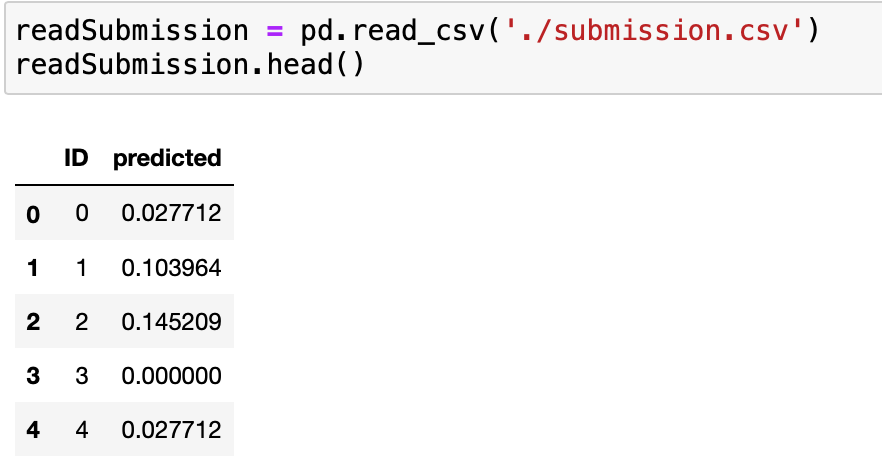 readSubmission = pd.read_csv('./submission.csv')
readSubmission.head()
ID predicted
0 0 0.027712
1 1 0.103964
2 2 0.145209
3 3 0.000000
4 4 0.027712